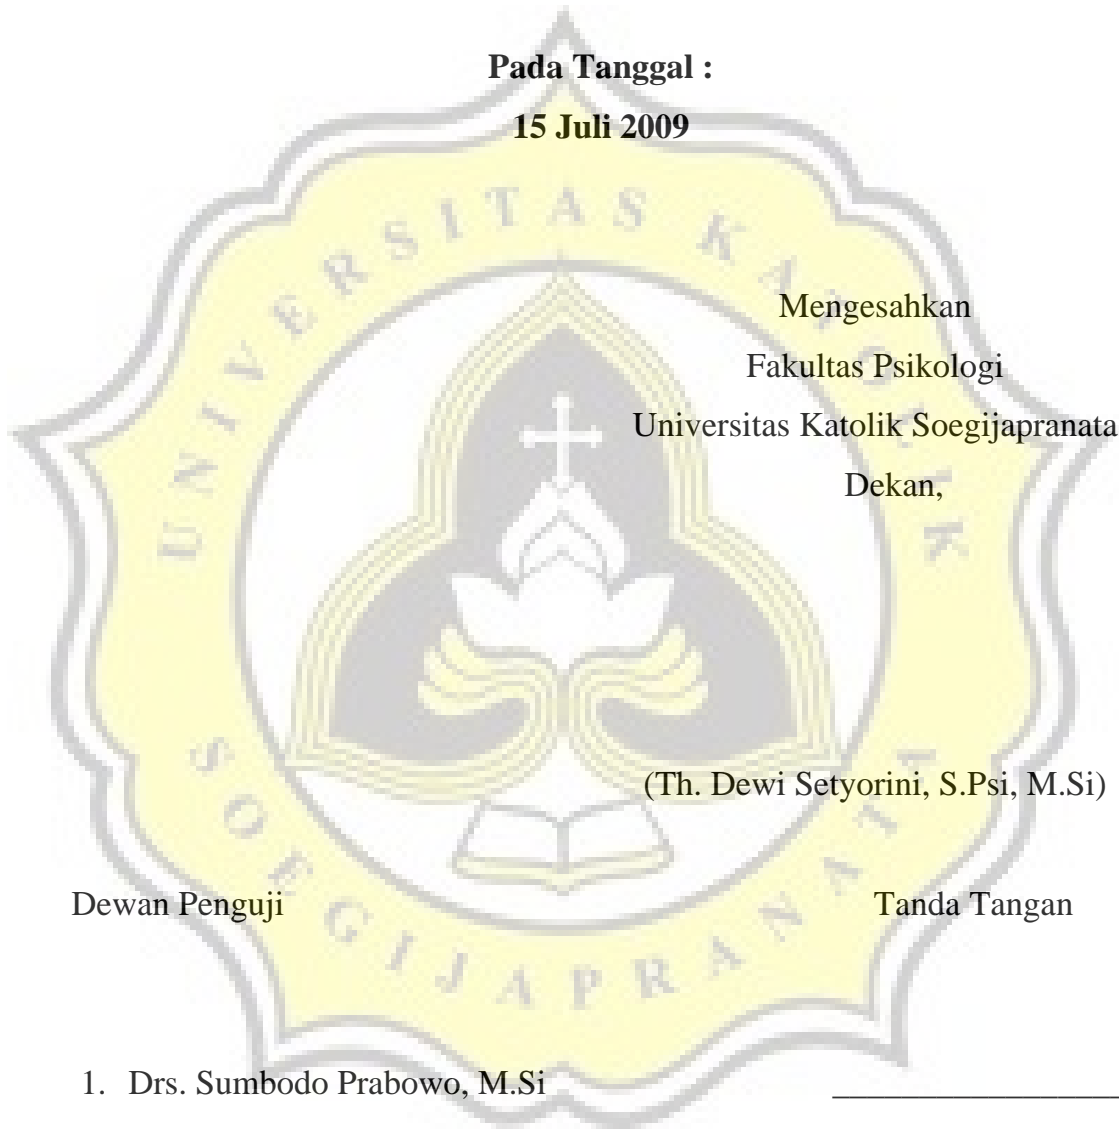 Pada Tanggal :
15 Juli 2009
Mengesahkan
Fakultas Psikologi
Universitas Katolik Soegijapranata
Dekan,
(Th. Dewi Setyorini, S.Psi, M.Si)
Dewan Penguji Tanda Tangan
1. Drs. Sumbodo Prabowo, M.Si
UNIVERSITAS KATOLIK
SOEGIJAPRANATA